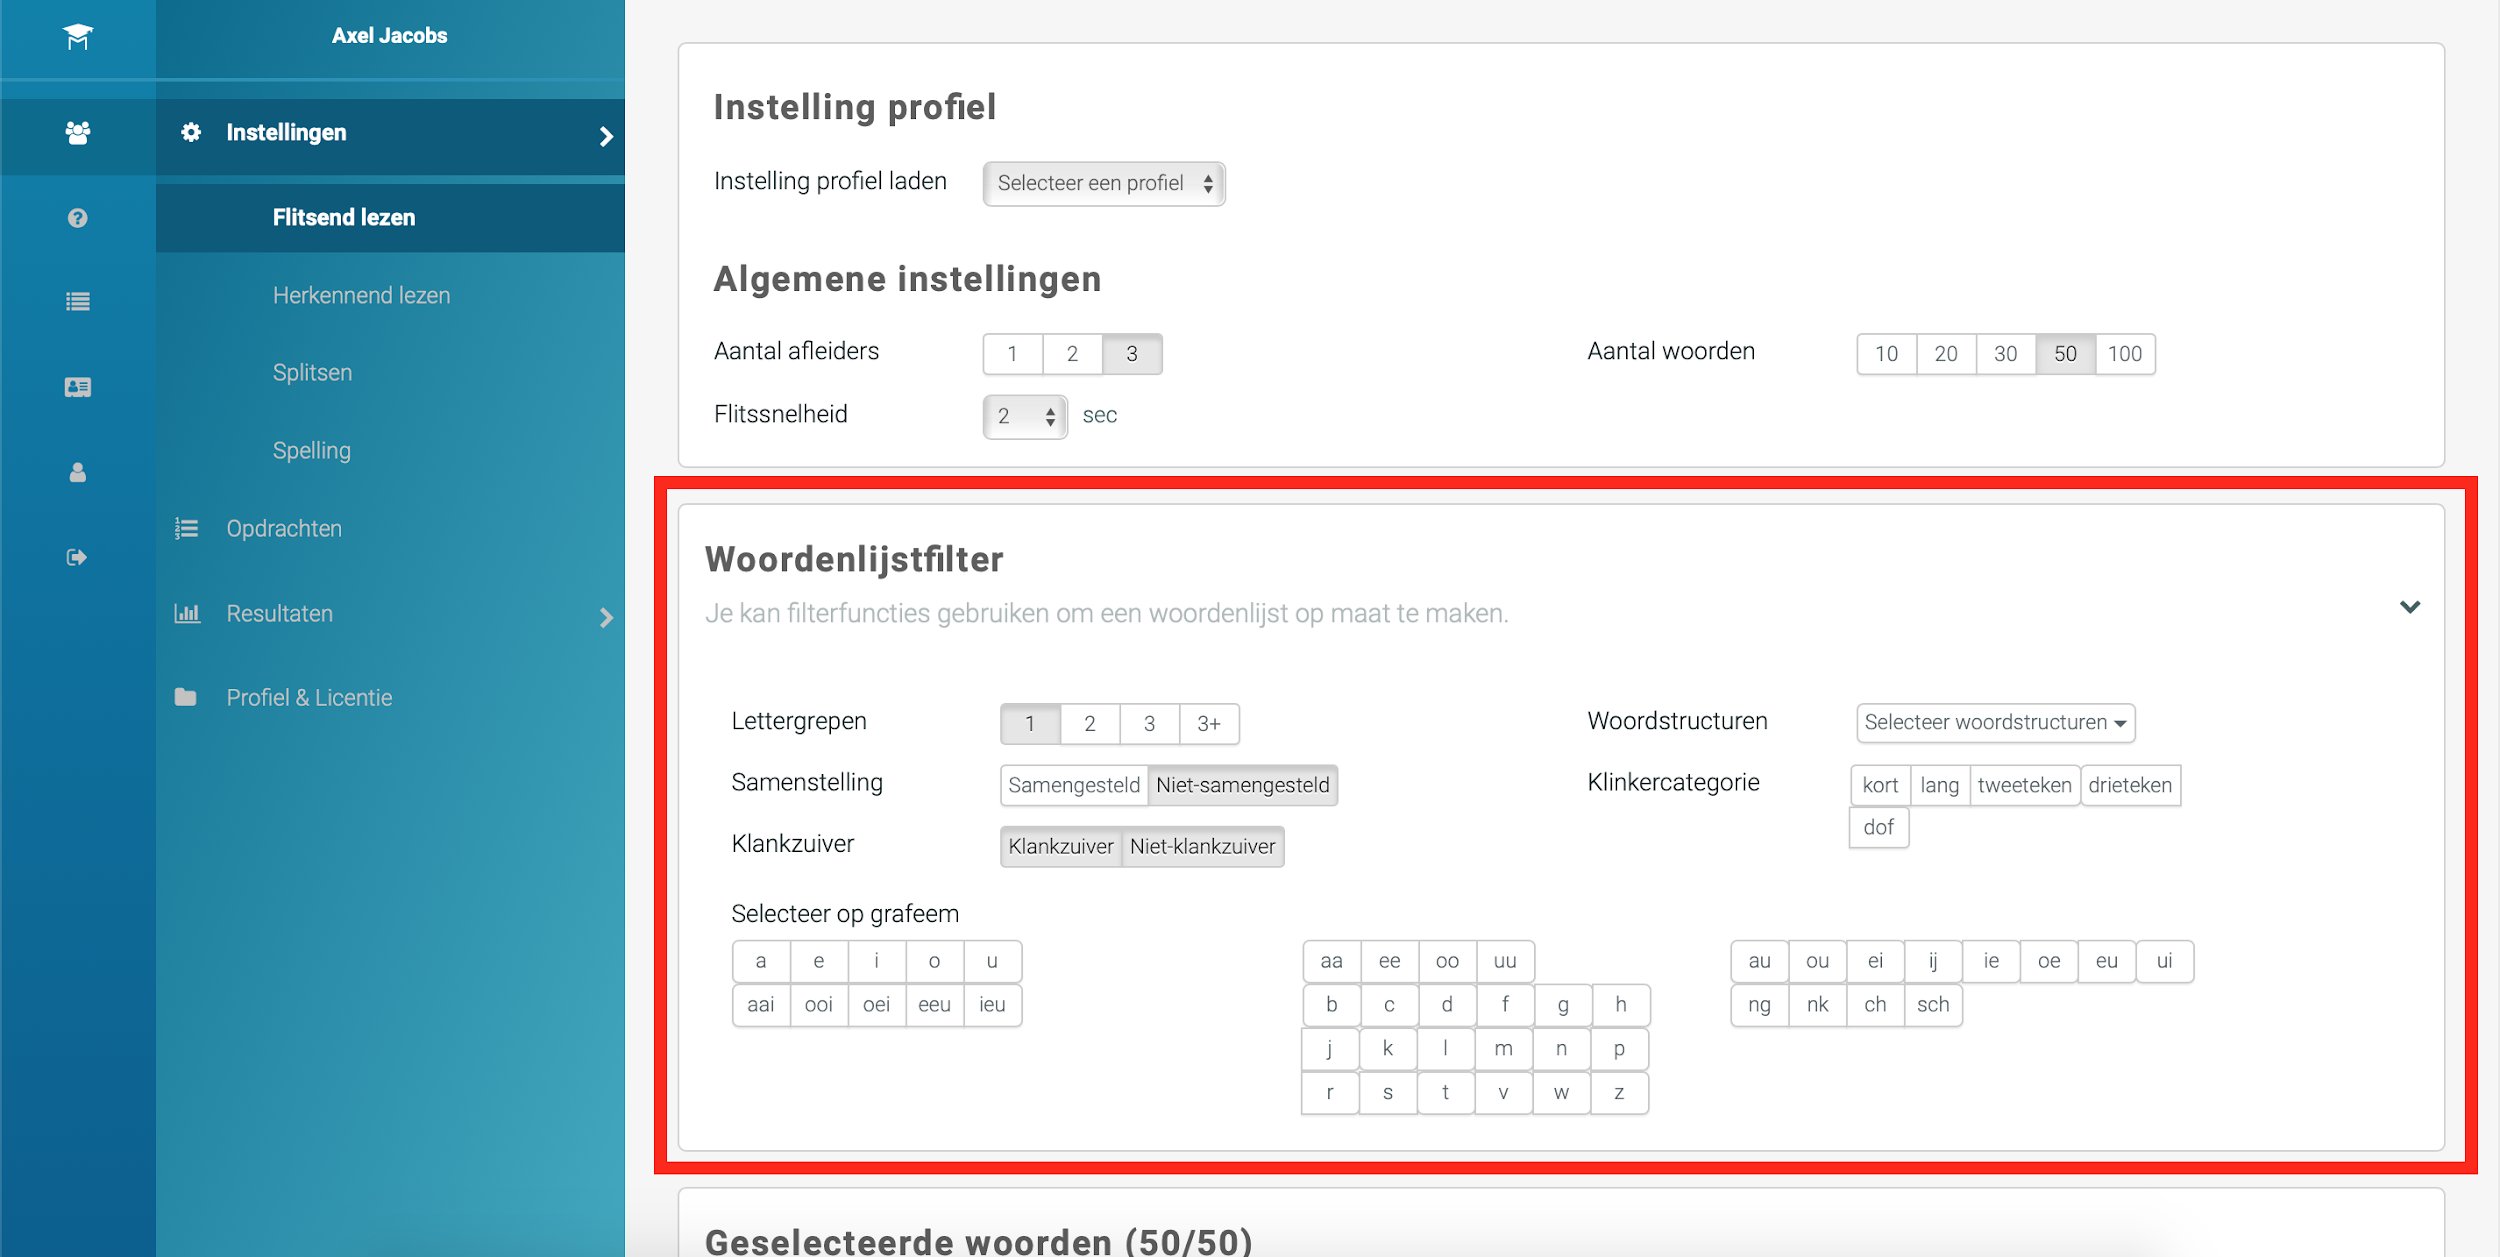 Axel Jacobs
Instellingen
Flitsend lezen
Herkennend lezen
Splitsen
Spelling
Opdrachten
Resultaten
Profiel & Licentie
Instelling profiel
Instelling profiel laden Selecteer een profiel
Algemene instellingen
Aantal afleiders 1 2 3 Aantal woorden 10 20 30 50 100
Flitssnelheid 2 sec
Woordenlijstfilter
Je kan filterfuncties gebruiken om een woordenlijst op maat te maken.
Lettergrepen 1 2 3 3+ Woordstructuren Selecteer woordstructuren
Samenstelling Samengesteld Niet-samengesteld Klinkercategorie kort lang tweeteken drieteken
dof
Klankzuiver Klankzuiver Niet-klankzuiver
Selecteer op grafeem
a e i o u aa ee oo uu au ou ei ij ie oe eu ui
aai ooi oei eeu ieu b c d f g h ng nk ch sch
j k l m n p
r s t v w z
Geselecteerde woorden (50/50)